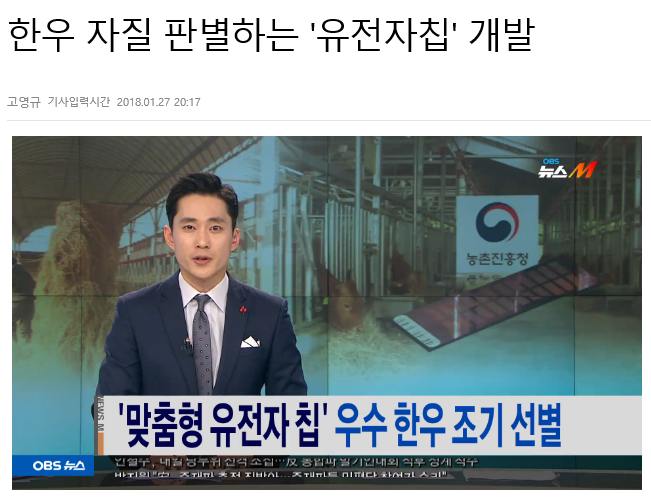 한우 자질 판별하는 '유전자칩' 개발
고영규 기사입력시간 2018.01.27 20:17
OBS
뉴스M
농촌진흥청
NEWS M
'맞춤형 유전자 칩' 우수 한우 조기 선별
OBS 뉴스